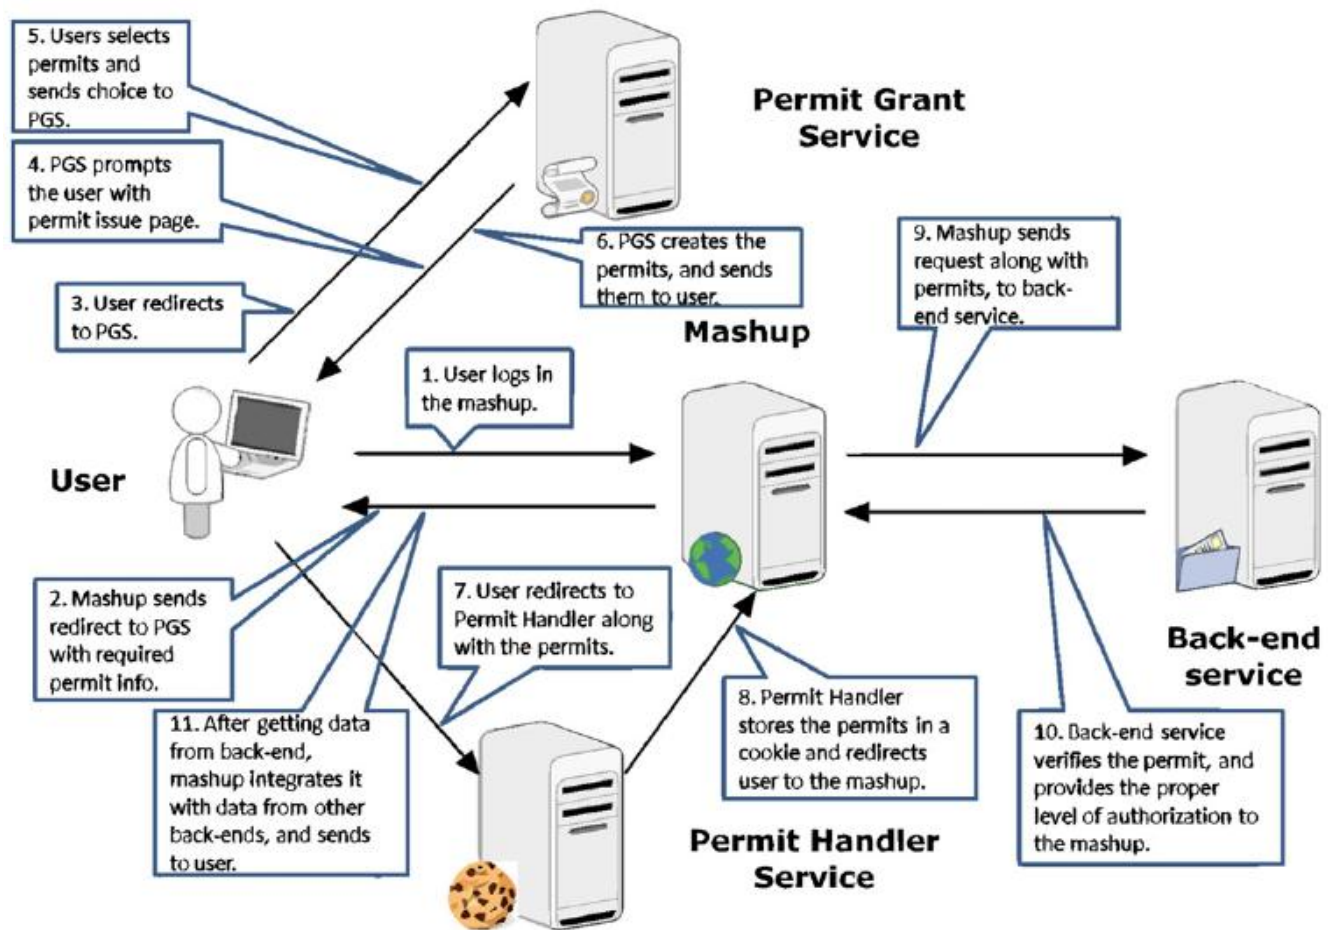 5. Users selects
permits and
sends choice to
PGS.
Permit Grant
Service
4. PGS prompts
the user with
permit issue page.
6. PGS creates the
permits, and sends
them to user.
9. Mashup sends
request along with
permits, to back-
end service.
3. User redirects
to PGS.
Mashup
1. User logs in
the mashup.
User
2. Mashup sends
redirect to PGS
with required
permit info.
7. User redirects to
Permit Handler along
with the permits.
Back-end
service
8. Permit Handler
stores the permits in a
cookie and redirects
user to the mashup.
11. After getting data
from back-end,
mashup integrates it
with data from other
back-ends, and sends
to user.
10. Back-end service
verifies the permit, and
provides the proper
level of authorization to
the mashup.
Permit Handler
Service